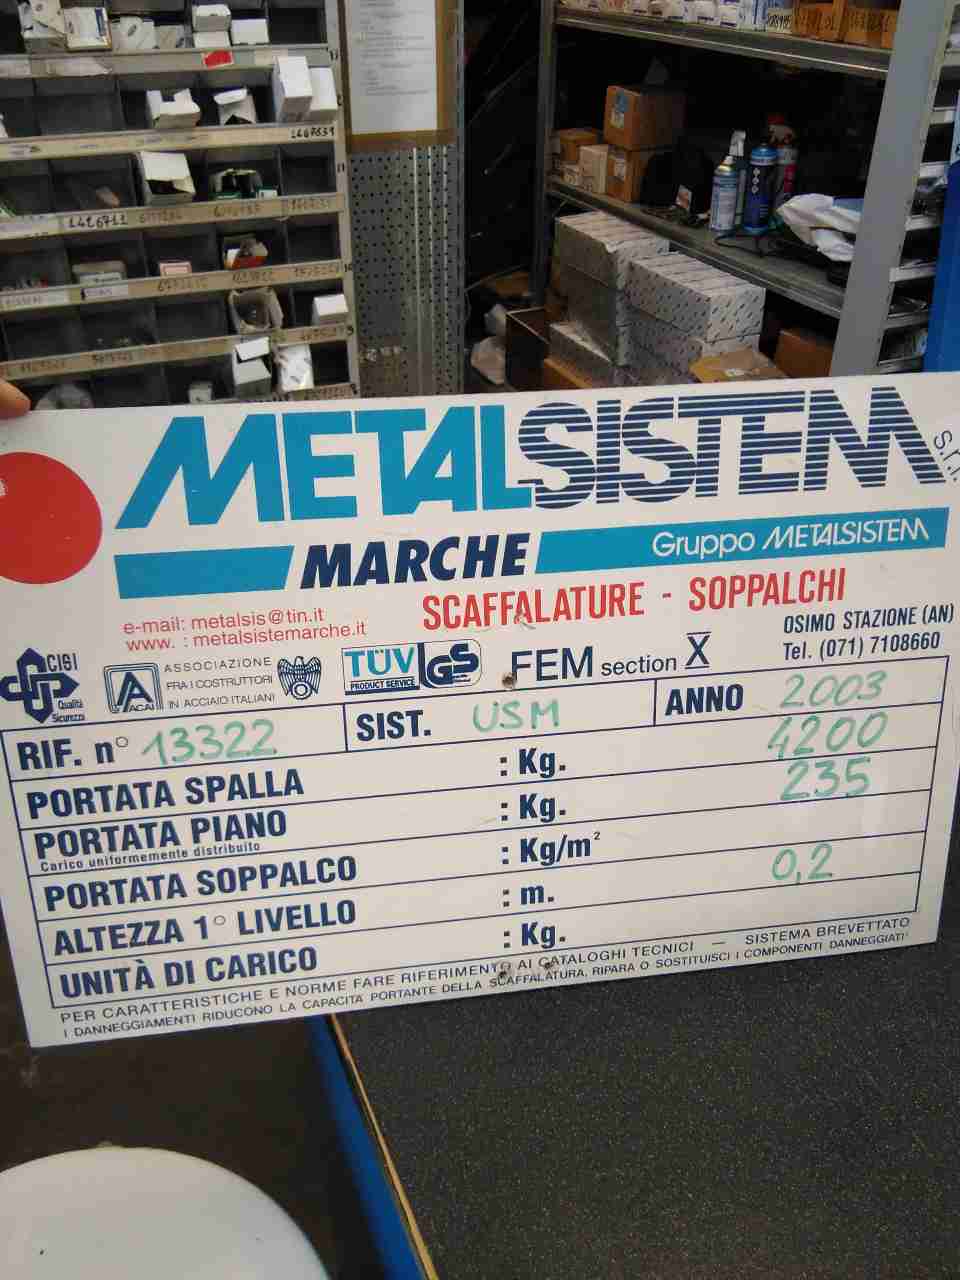 1467631
1426711
METALSISTEM s.r.l.
MARCHE Gruppo METALSISTEM
e-mail: metalsis@tin.it
www. : metalsistemarche.it
SCAFFALATURE - SOPPALCHI
OSIMO STAZIONE (AN)
Tel. (071) 7108660
CISI
Qualità
Sicurezza
ACAI
ASSOCIAZIONE
FRA I COSTRUTTORI
IN ACCIAIO ITALIANI
TÜV GS
PRODUCT SERVICE
FEM section X
RIF. n° 13322 SIST. USM ANNO 2003
PORTATA SPALLA : Kg. 4200
PORTATA PIANO : Kg. 235
Carico uniformemente distribuito
PORTATA SOPPALCO : Kg/m²
ALTEZZA 1° LIVELLO : m. 0,2
UNITÀ DI CARICO : Kg.
PER CARATTERISTICHE E NORME FARE RIFERIMENTO AI CATALOGHI TECNICI — SISTEMA BREVETTATO
I DANNEGGIAMENTI RIDUCONO LA CAPACITA PORTANTE DELLA SCAFFALATURA, RIPARA O SOSTITUISCI I COMPONENTI DANNEGGIATI!